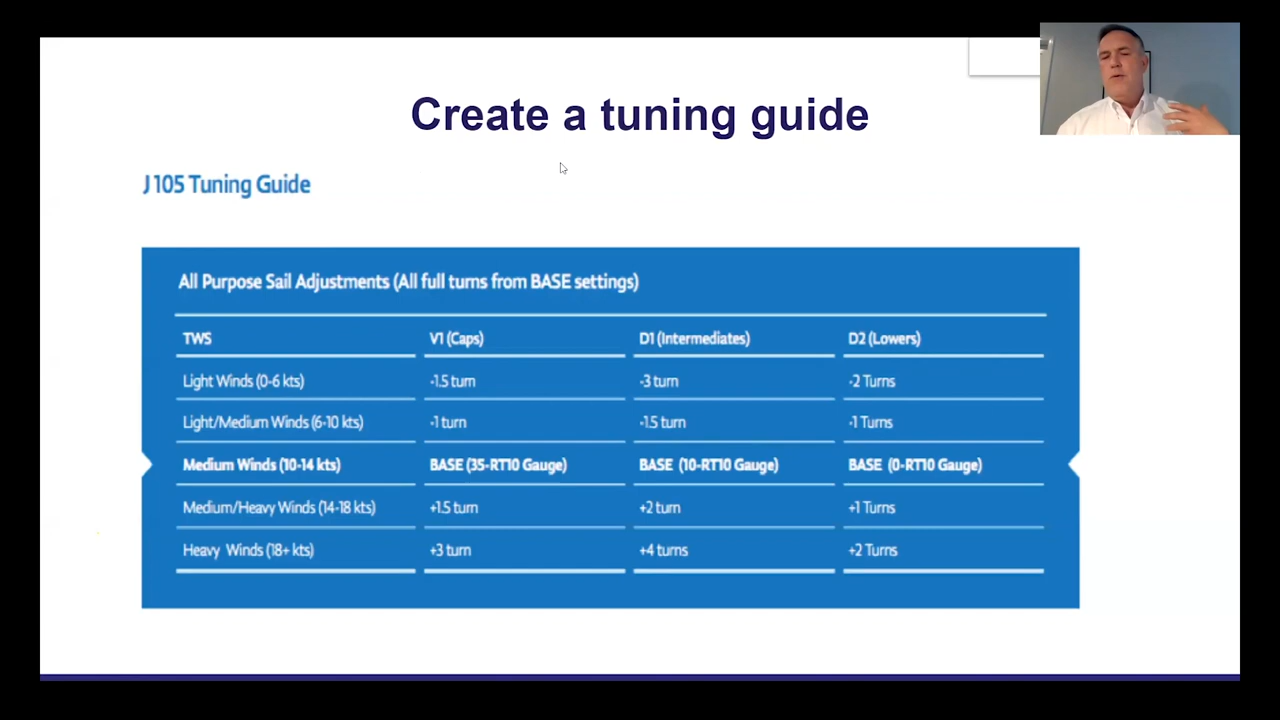 Create a tuning guide
J 105 Tuning Guide
All Purpose Sail Adjustments (All full turns from BASE settings)
TWS V1 (Caps) D1 (Intermediates) D2 (Lowers)
Light Winds (0-6 kts) -1.5 turn -3 turn -2 Turns
Light/Medium Winds (6-10 kts) -1 turn -1.5 turn -1 Turns
Medium Winds (10-14 kts) BASE (35-RT10 Gauge) BASE (10-RT10 Gauge) BASE (0-RT10 Gauge)
Medium/Heavy Winds (14-18 kts) +1.5 turn +2 turn +1 Turns
Heavy Winds (18+ kts) +3 turn +4 turns +2 Turns